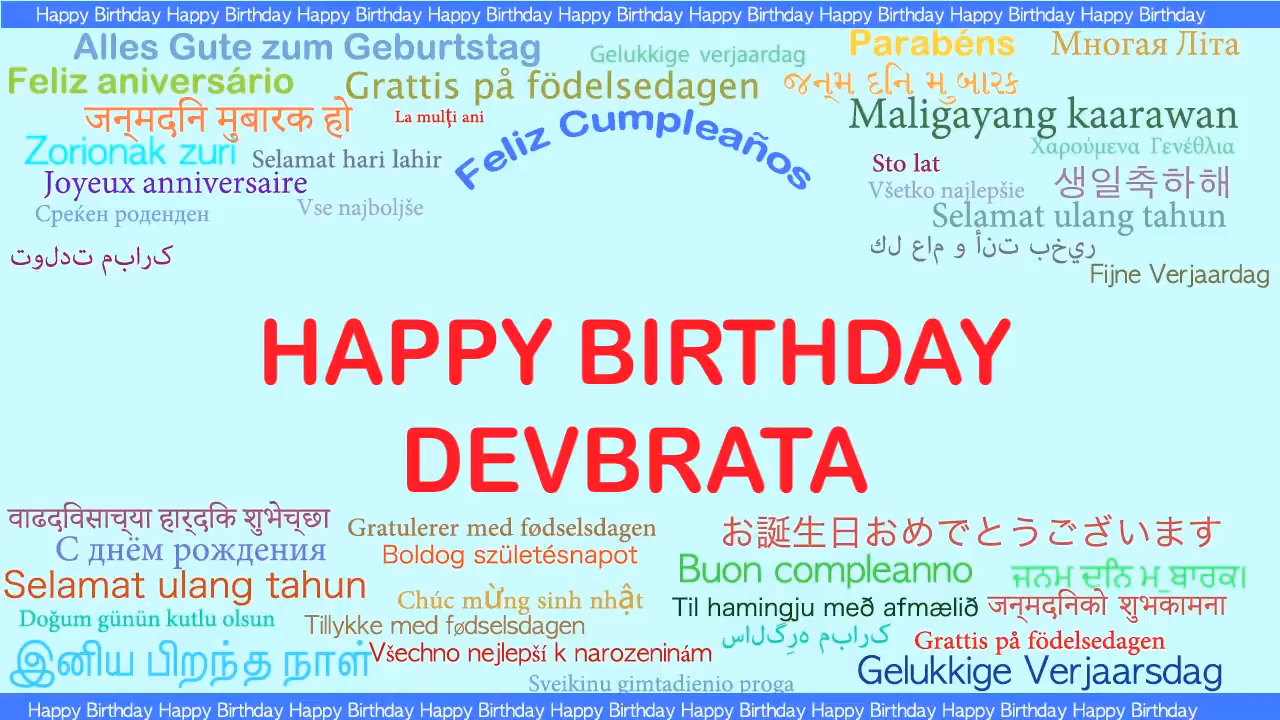 Happy Birthday Happy Birthday Happy Birthday Happy Birthday Happy Birthday Happy Birthday Happy Birthday Happy Birthday Happy Birthday
Alles Gute zum Geburtstag
Gelukkige verjaardag
Parabéns
Многая Літа
Feliz aniversário
Grattis på födelsedagen
જન્મ દનિ મુબારક
जन्मदनि मुबारक हो
La mulţi ani
Feliz Cumpleaños
Maligayang kaarawan
Zorionak zuri
Selamat hari lahir
Χαρούμενα Γενέθλια
Sto lat
Joyeux anniversaire
Všetko najlepšie
생일축하해
Среќен роденден
Vse najboljše
Selamat ulang tahun
تولدت مبارک
كل عام و أنت بخير
Fijne Verjaardag
HAPPY BIRTHDAY
DEVBRATA
वाढदविसाच्या हार्दकि शुभेच्छा
Gratulerer med fødselsdagen
お誕生日おめでとうございます
С днём рождения
Boldog születésnapot
Buon compleanno
ਜਨਮ ਦਨਿ ਮੁਬਾਰਕ।
Selamat ulang tahun
Chúc mừng sinh nhật
Til hamingju með afmælið
जन्मदनिको शुभकामना
Doğum günün kutlu olsun
Tillykke med fødselsdagen
سالگرہ مبارک
Grattis på födelsedagen
இனிய பிறந்த நாள்
Všechno nejlepší k narozeninám
Gelukkige Verjaarsdag
Sveikinu gimtadienio proga
Happy Birthday Happy Birthday Happy Birthday Happy Birthday Happy Birthday Happy Birthday Happy Birthday Happy Birthday Happy Birthday